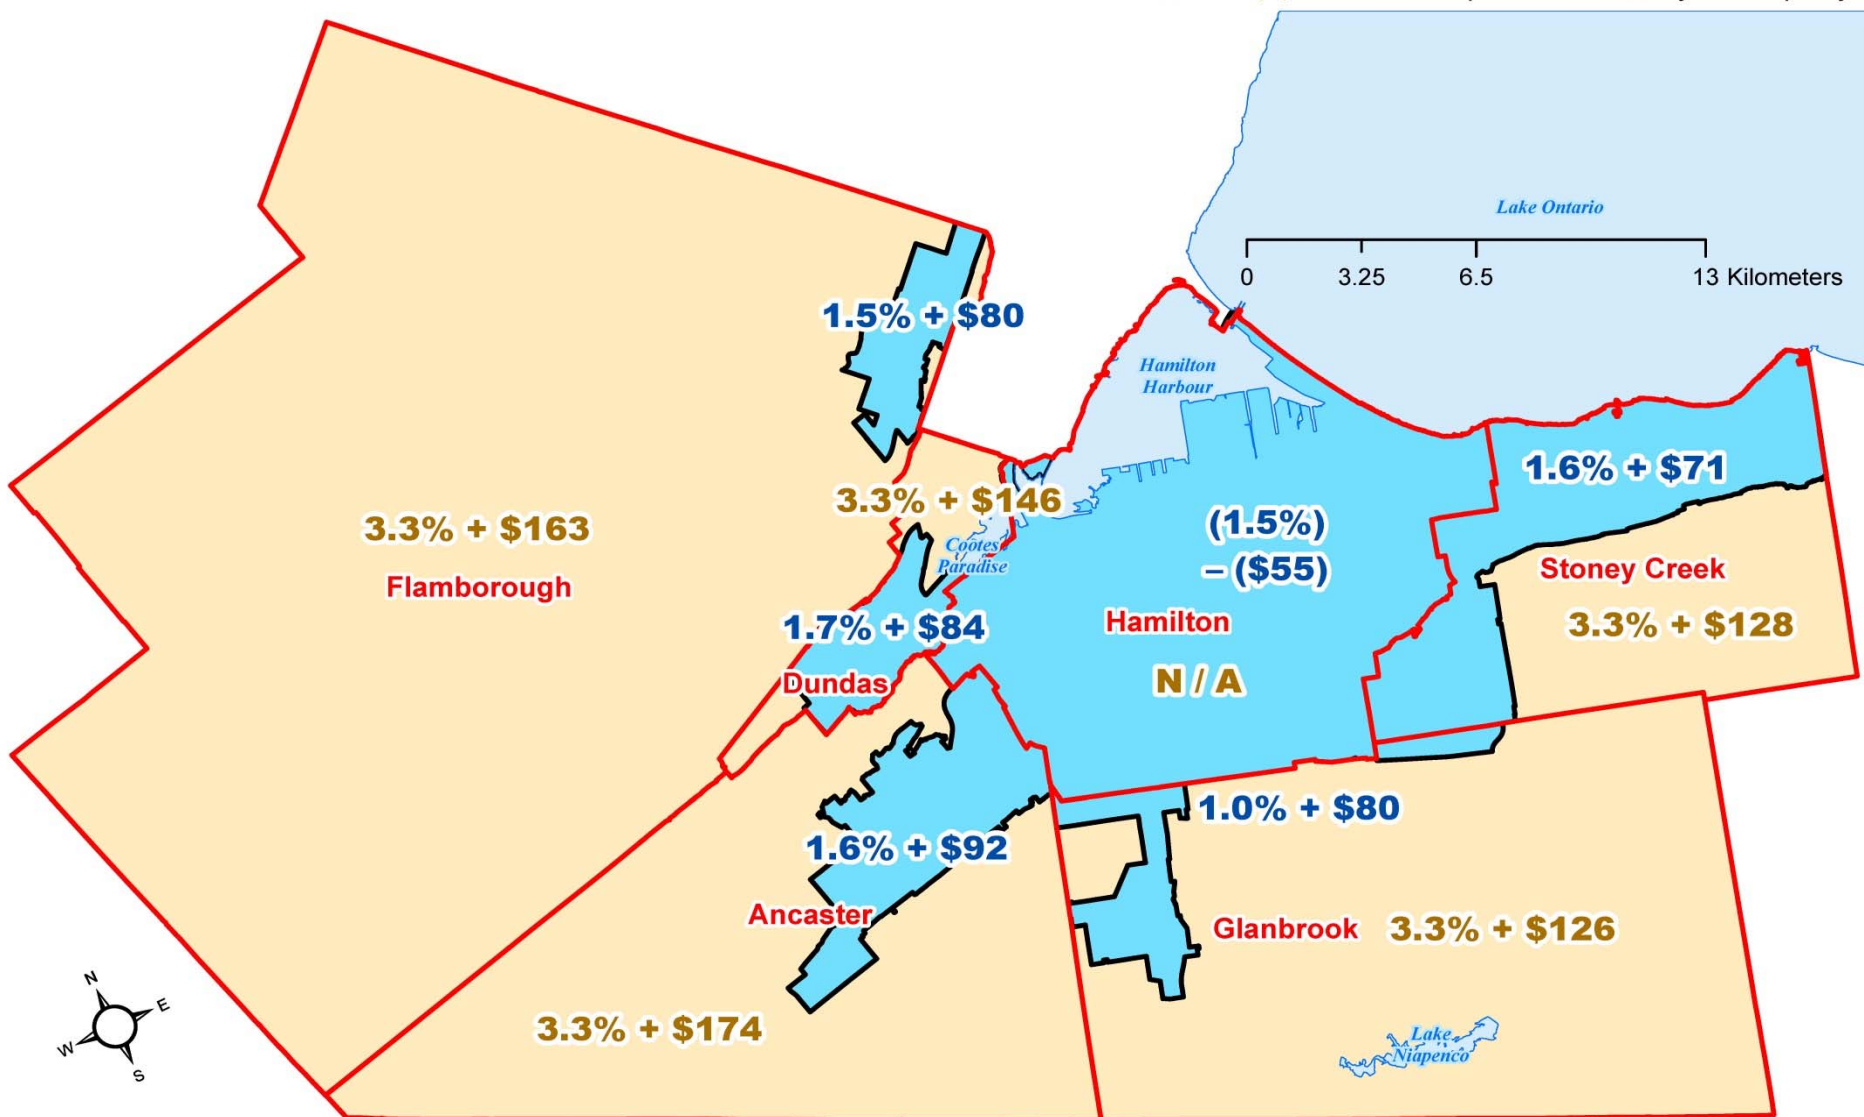 Lake Ontario
0 3.25 6.5 13 Kilometers
1.5% + $80
Hamilton
Harbour
1.6% + $71
3.3% + $146
(1.5%)
– ($55)
3.3% + $163
Cootes
Paradise
Stoney Creek
Flamborough
1.7% + $84
Hamilton
3.3% + $128
Dundas
N / A
1.0% + $80
1.6% + $92
Ancaster
Glanbrook 3.3% + $126
N
E
W
S
3.3% + $174
Lake
Niapenco